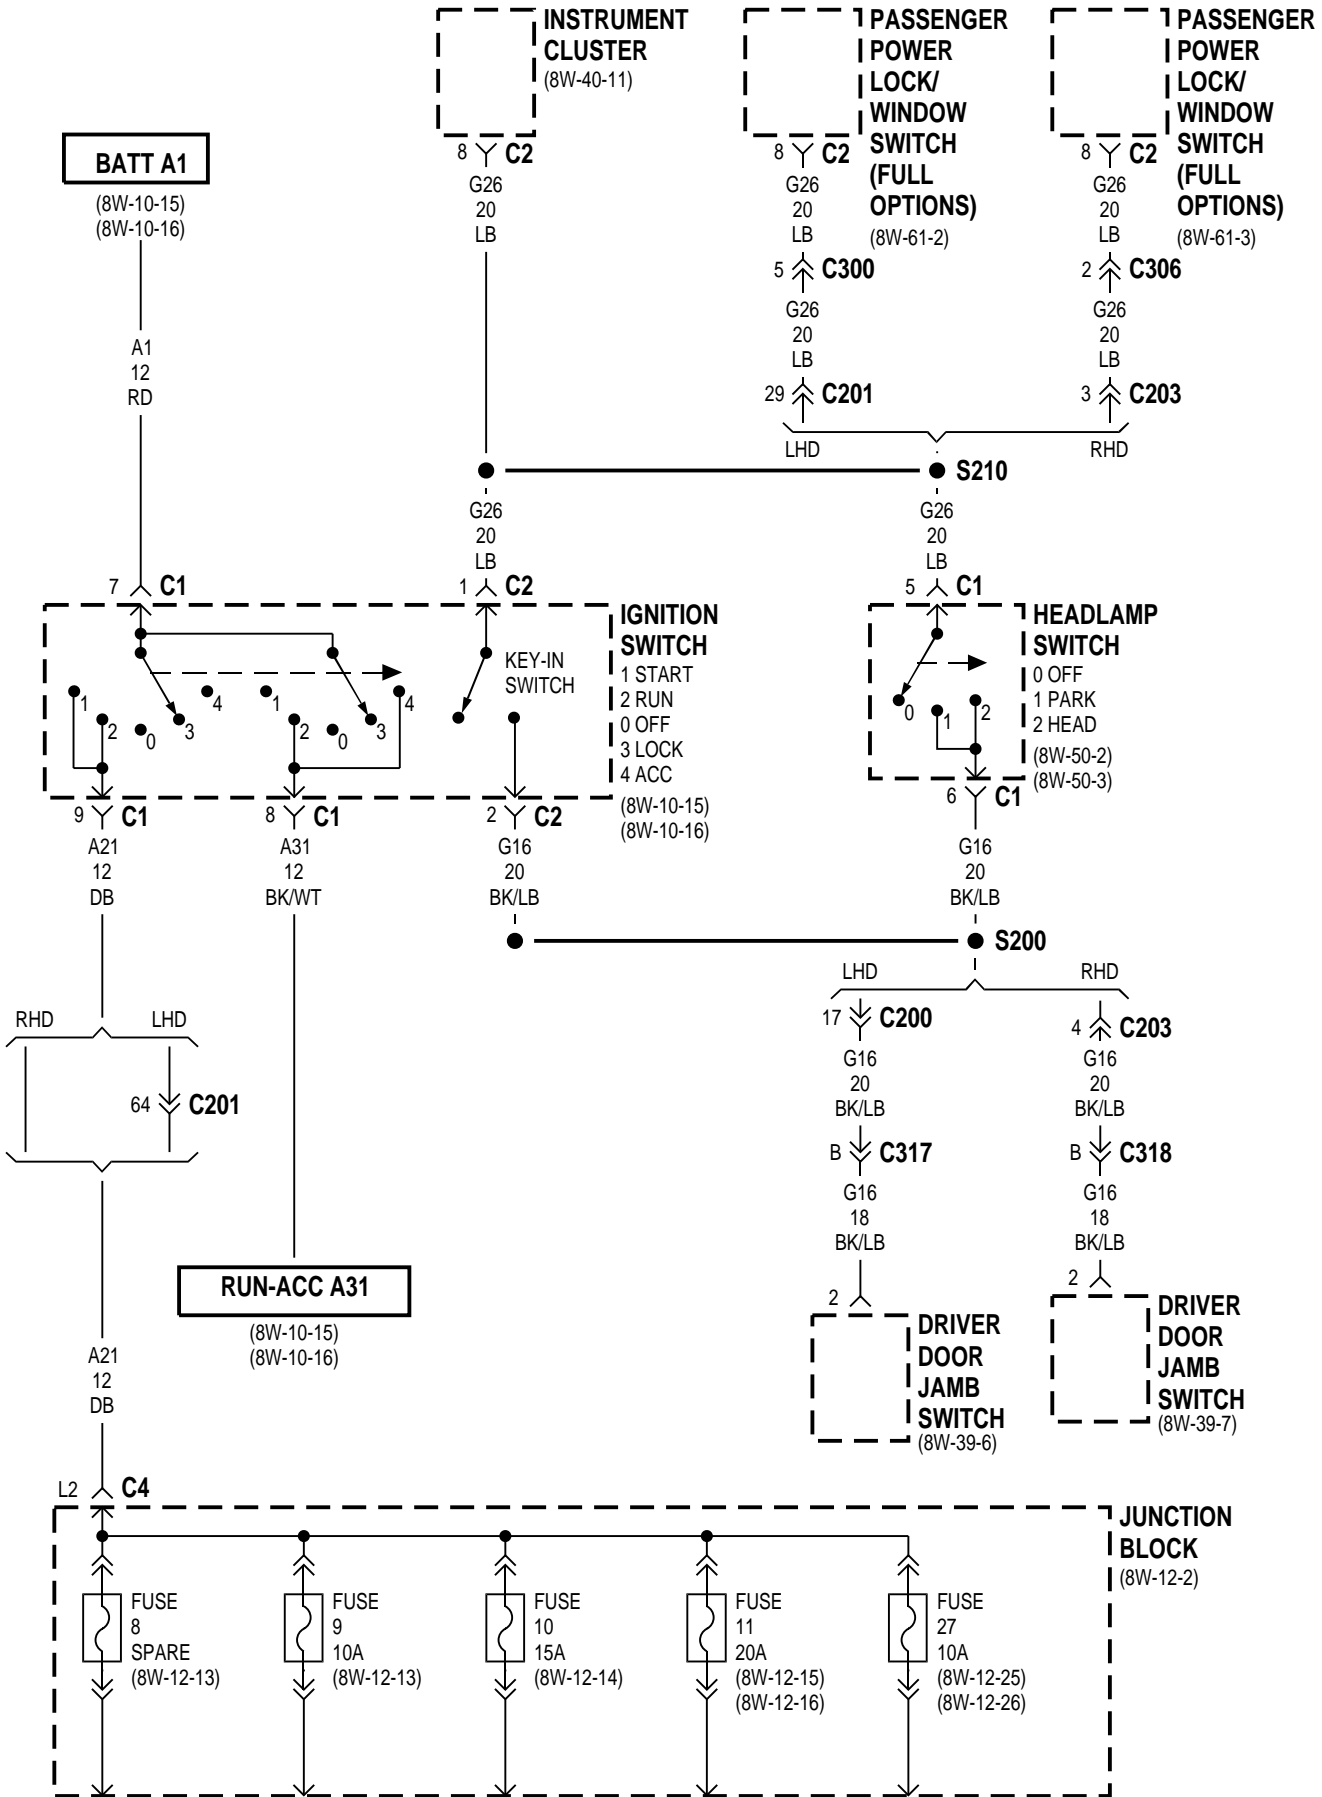 INSTRUMENT
CLUSTER
(8W-40-11)
8 C2
G26
20
LB
PASSENGER
POWER
LOCK/
WINDOW
SWITCH
(FULL
OPTIONS)
(8W-61-2)
8 C2
G26
20
LB
5 C300
G26
20
LB
29 C201
LHD
PASSENGER
POWER
LOCK/
WINDOW
SWITCH
(FULL
OPTIONS)
(8W-61-3)
8 C2
G26
20
LB
2 C306
G26
20
LB
3 C203
RHD
BATT A1
(8W-10-15)
(8W-10-16)
A1
12
RD
S210
G26
20
LB
G26
20
LB
7 C1
1 C2
5 C1
IGNITION
SWITCH
1 START
2 RUN
0 OFF
3 LOCK
4 ACC
(8W-10-15)
(8W-10-16)
KEY-IN
SWITCH
1
2
0
3
4
1
2
0
3
4
HEADLAMP
SWITCH
0 OFF
1 PARK
2 HEAD
(8W-50-2)
(8W-50-3)
0
1
2
9 C1
A21
12
DB
8 C1
A31
12
BK/WT
2 C2
G16
20
BK/LB
6 C1
G16
20
BK/LB
S200
RHD
LHD
64 C201
LHD
RHD
17 C200
G16
20
BK/LB
B C317
G16
18
BK/LB
2
DRIVER
DOOR
JAMB
SWITCH
(8W-39-6)
4 C203
G16
20
BK/LB
B C318
G16
18
BK/LB
2
DRIVER
DOOR
JAMB
SWITCH
(8W-39-7)
RUN-ACC A31
(8W-10-15)
(8W-10-16)
A21
12
DB
L2 C4
JUNCTION
BLOCK
(8W-12-2)
FUSE
8
SPARE
(8W-12-13)
FUSE
9
10A
(8W-12-13)
FUSE
10
15A
(8W-12-14)
FUSE
11
20A
(8W-12-15)
(8W-12-16)
FUSE
27
10A
(8W-12-25)
(8W-12-26)